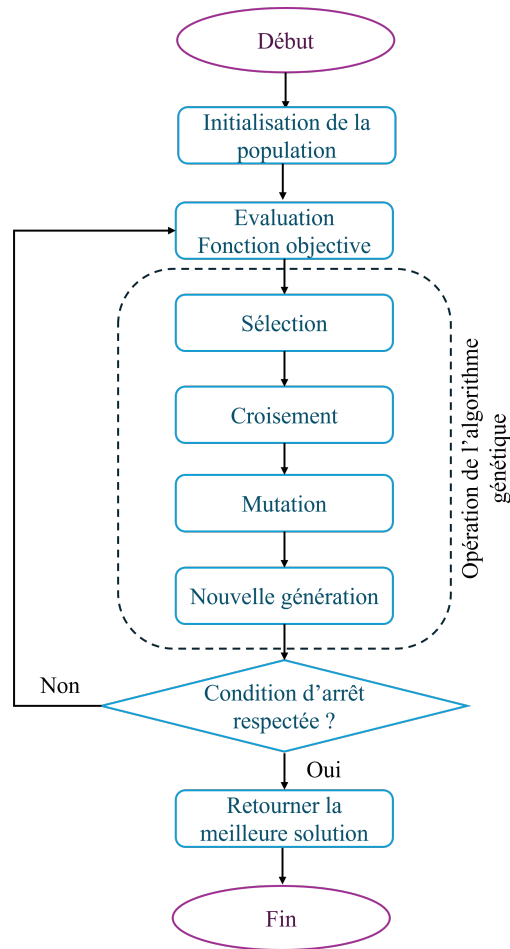 Début
Initialisation de la
population
Evaluation
Fonction objective
Sélection
Croisement
Mutation
Nouvelle génération
Opération de l'algorithme
génétique
Non
Condition d'arrêt
respectée ?
Oui
Retourner la
meilleure solution
Fin